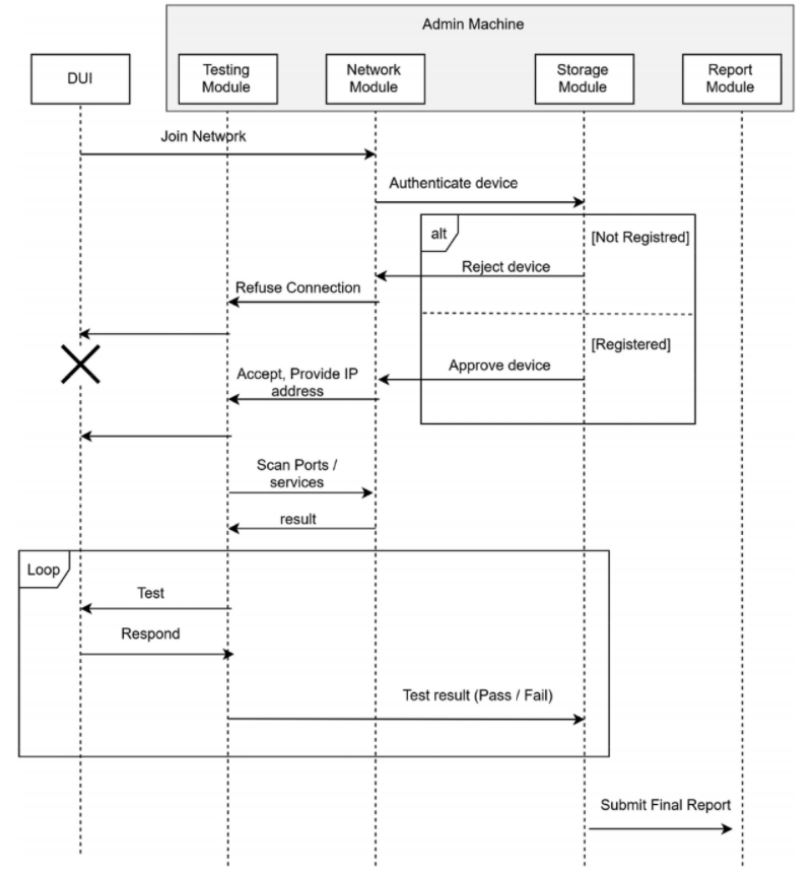 Admin Machine
DUI
Testing
Module
Network
Module
Storage
Module
Report
Module
Join Network
Authenticate device
alt
[Not Registred]
Reject device
Refuse Connection
[Registered]
Approve device
Accept, Provide IP
address
Scan Ports /
services
result
Loop
Test
Respond
Test result (Pass / Fail)
Submit Final Report